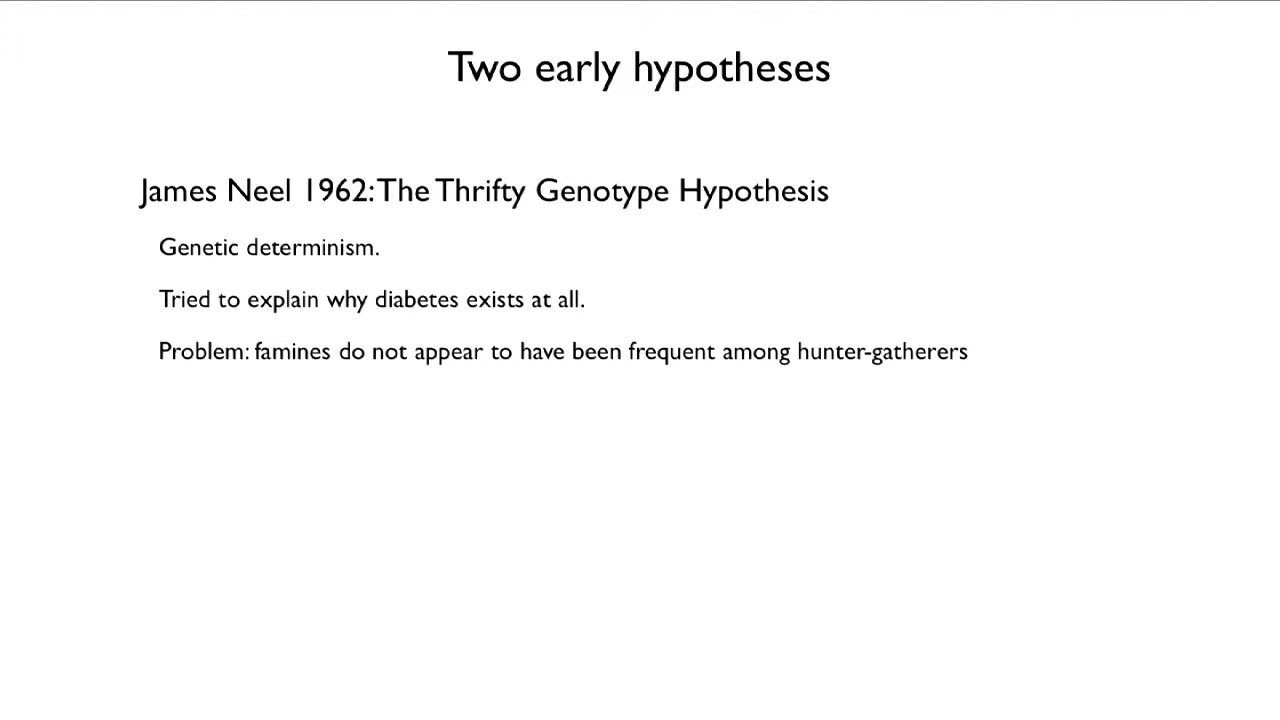 Two early hypotheses
James Neel 1962: The Thrifty Genotype Hypothesis
Genetic determinism.
Tried to explain why diabetes exists at all.
Problem: famines do not appear to have been frequent among hunter-gatherers